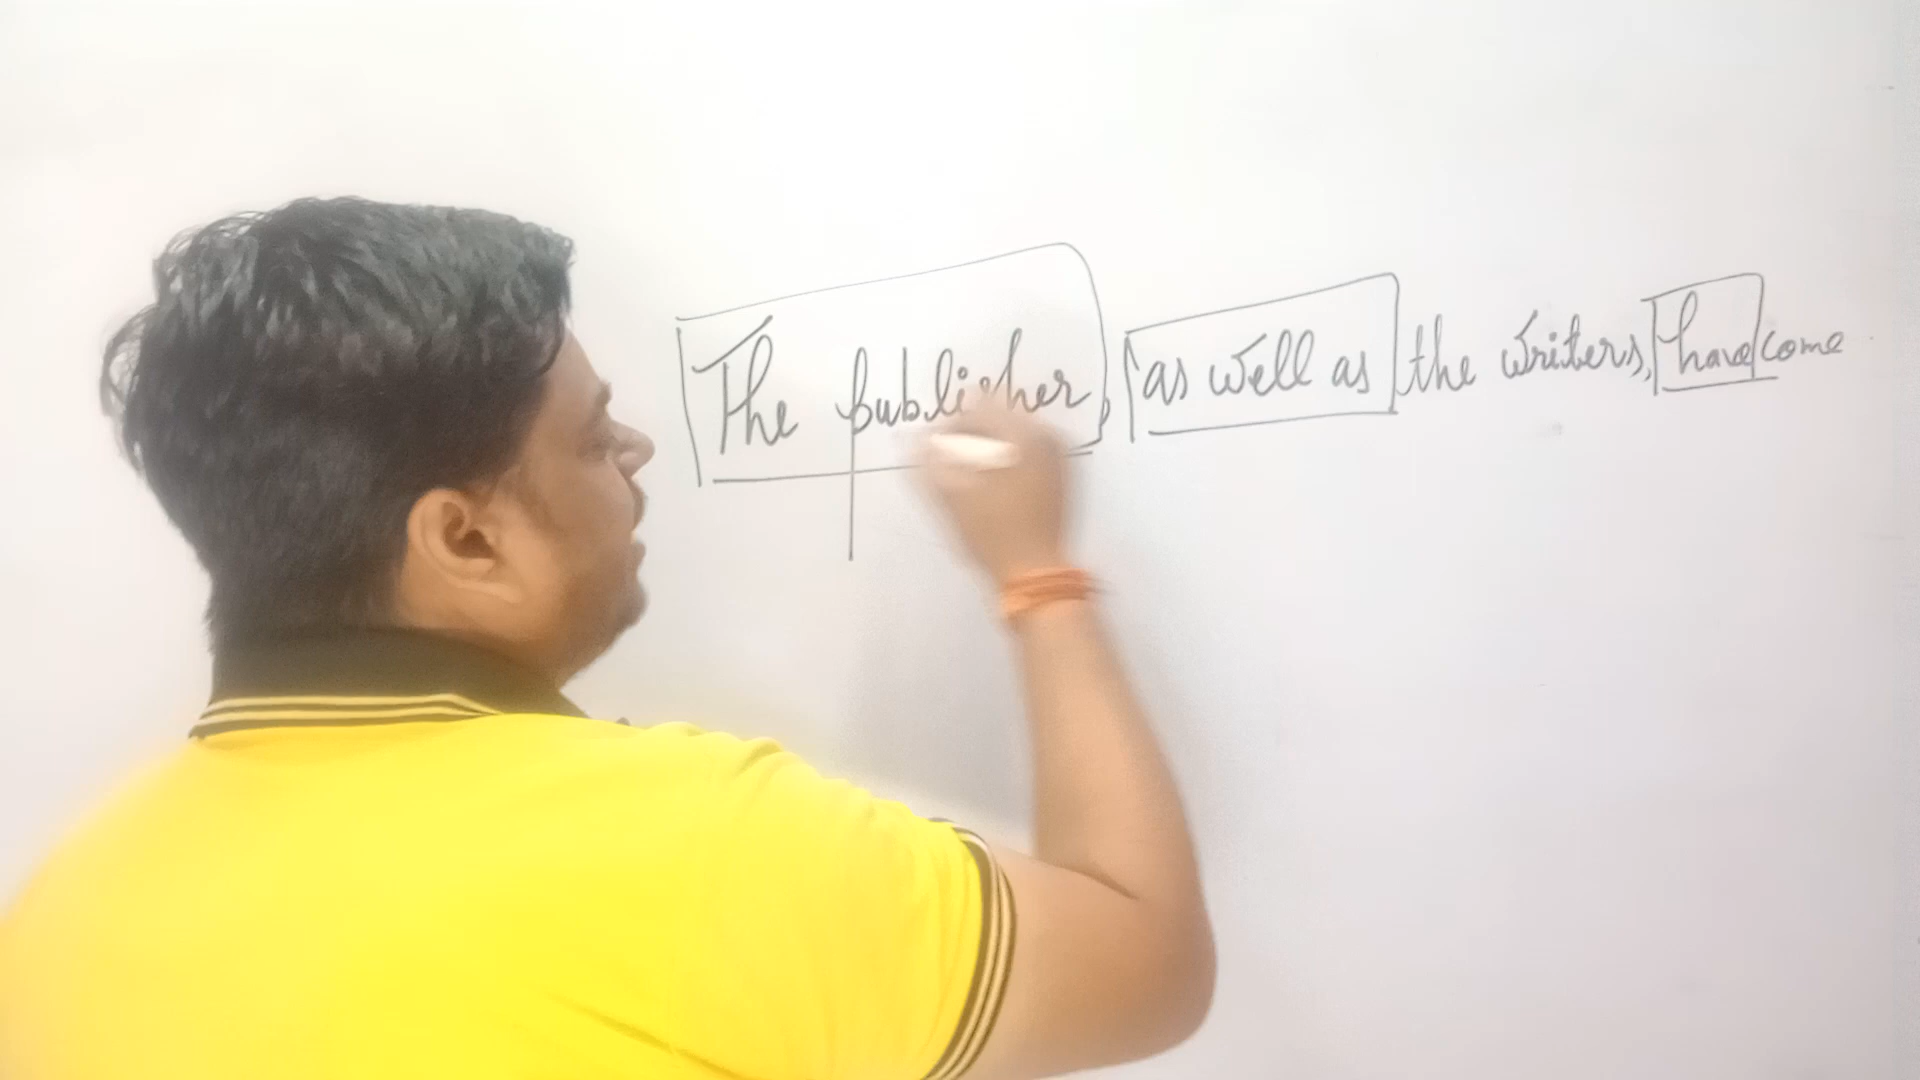 The publisher, as well as the writers, have come.